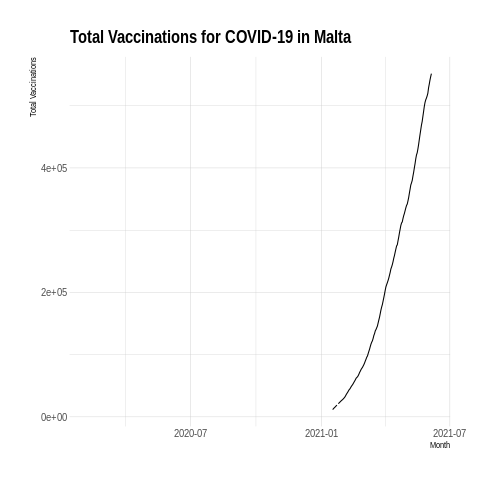 Total Vaccinations for COVID-19 in Malta
Total Vaccinations
4e+05
2e+05
0e+00
2020-07
2021-01
2021-07
Month